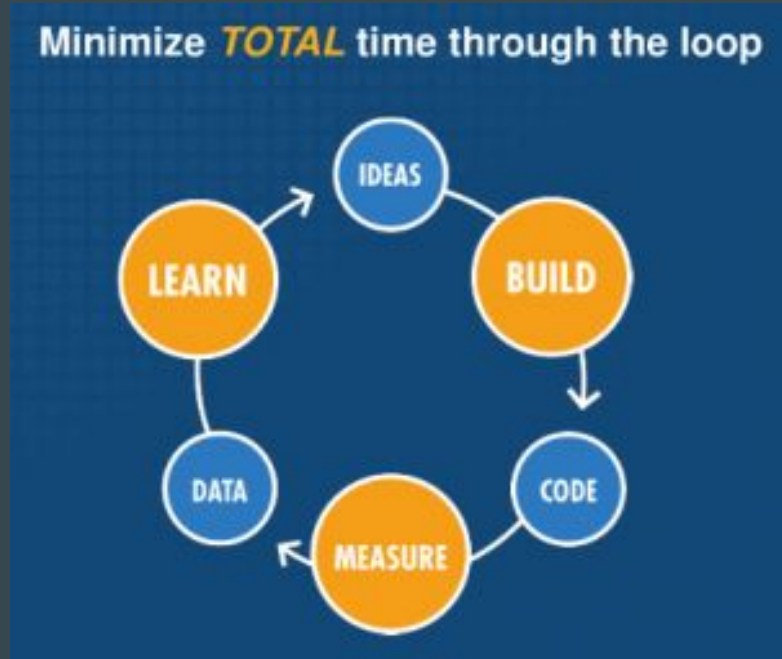 Minimize TOTAL time through the loop
IDEAS
BUILD
CODE
MEASURE
DATA
LEARN